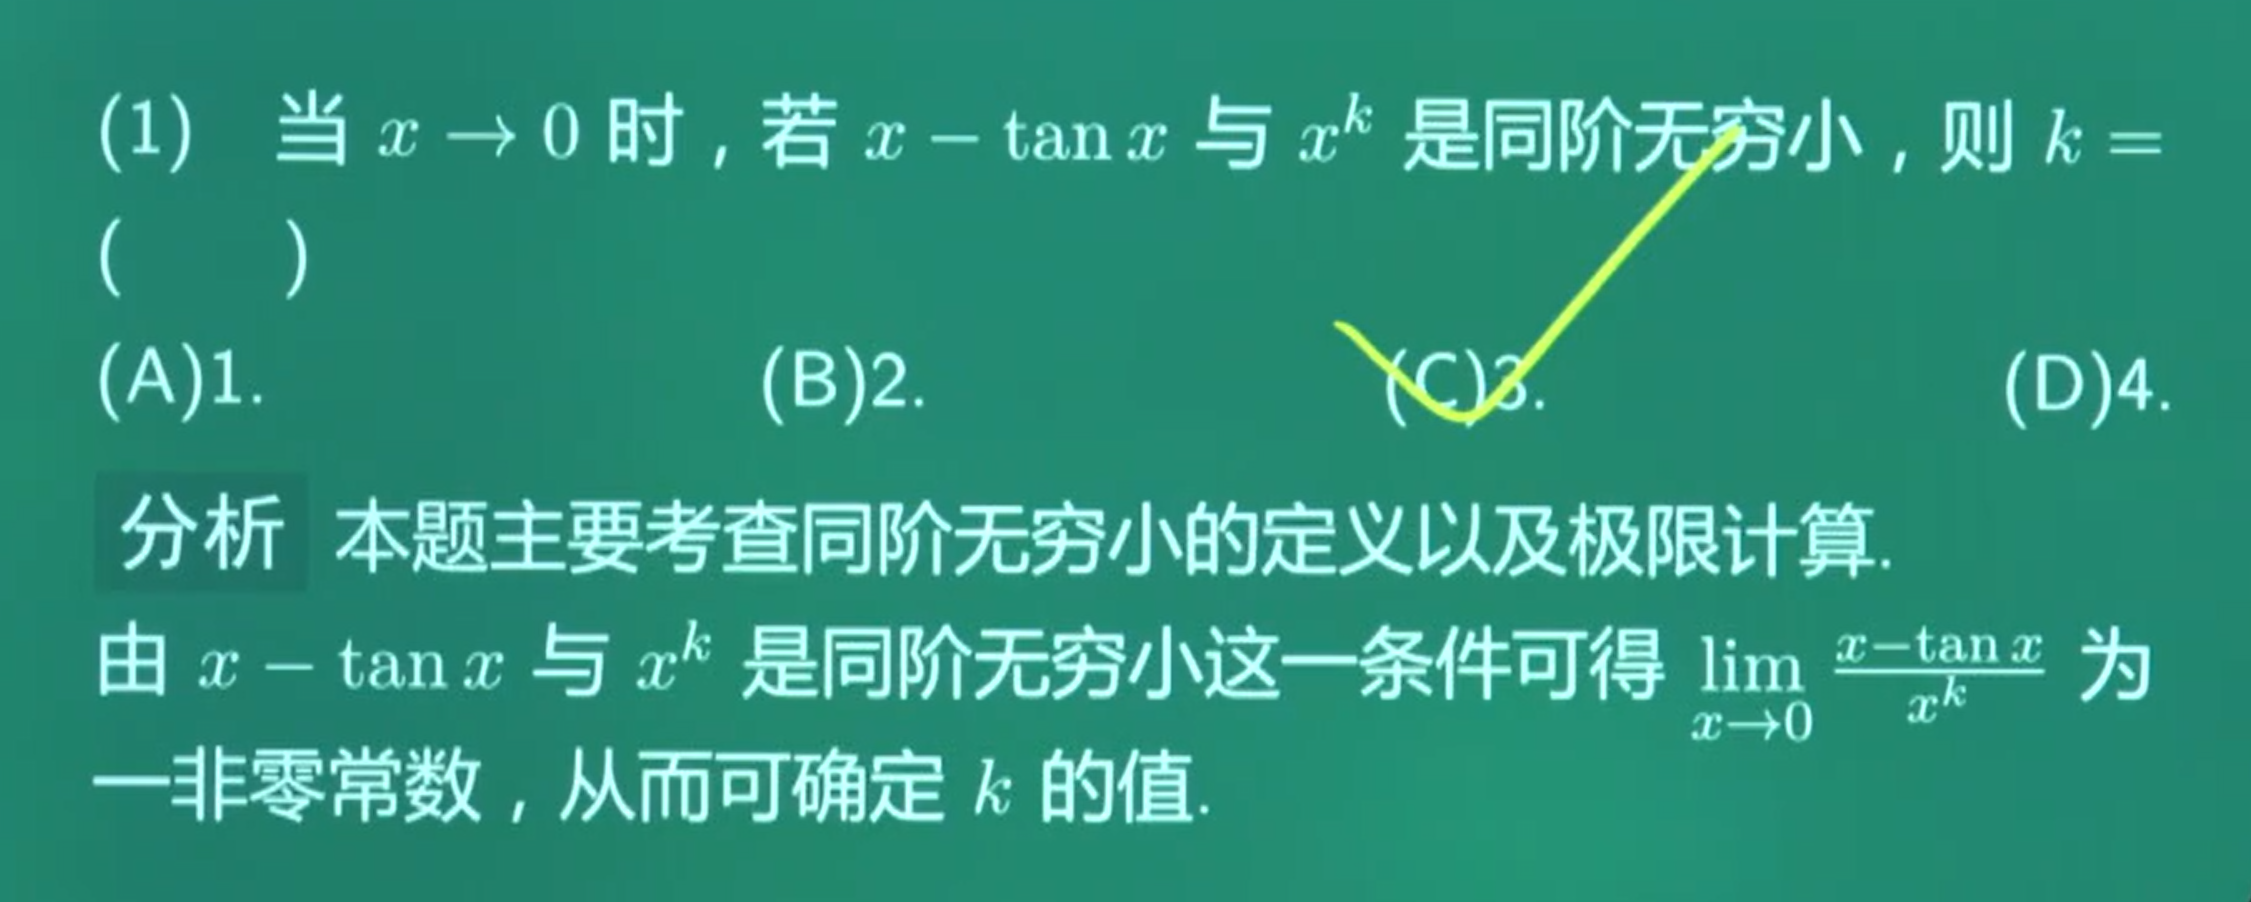 (1) 当 x → 0 时，若 x − tan x 与 x^k 是同阶无穷小，则 k =
( )
(A)1. (B)2. (C)3. (D)4.
分析 本题主要考查同阶无穷小的定义以及极限计算.
由 x − tan x 与 x^k 是同阶无穷小这一条件可得 lim_{x→0} \frac{x−tan x}{x^k} 为
一非零常数，从而可确定 k 的值.